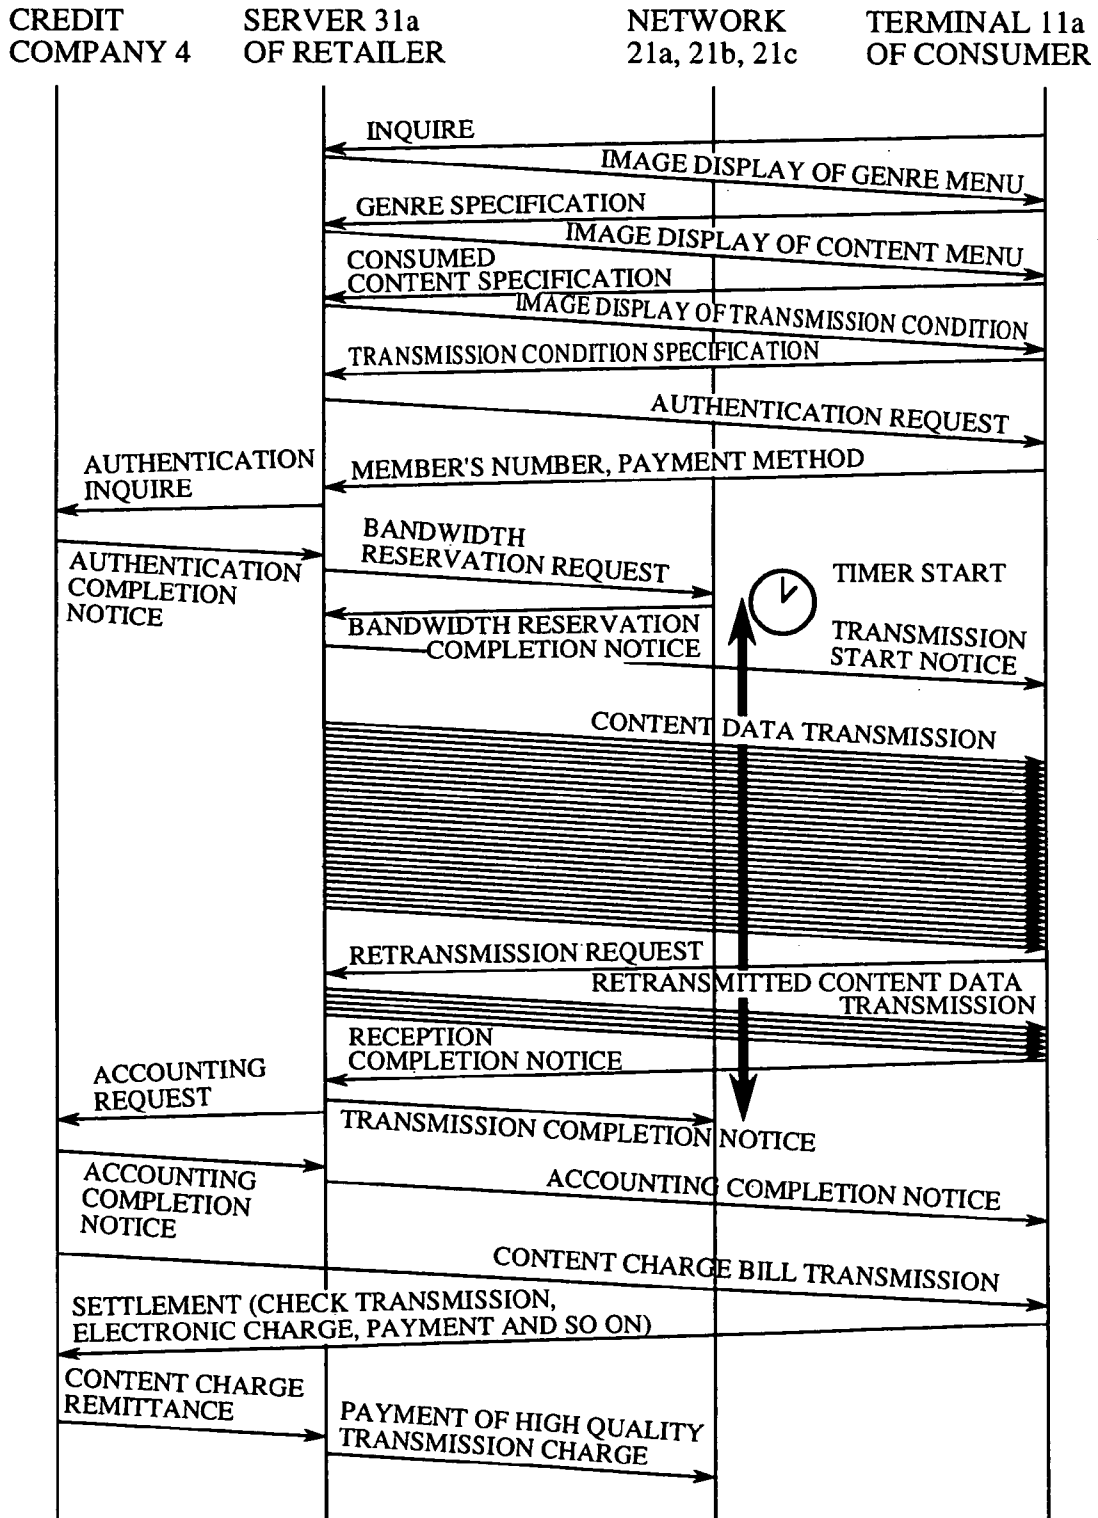 CREDIT
COMPANY 4
SERVER 31a
OF RETAILER
NETWORK
21a, 21b, 21c
TERMINAL 11a
OF CONSUMER
INQUIRE
IMAGE DISPLAY OF GENRE MENU
GENRE SPECIFICATION
IMAGE DISPLAY OF CONTENT MENU
CONSUMED
CONTENT SPECIFICATION
IMAGE DISPLAY OF TRANSMISSION CONDITION
TRANSMISSION CONDITION SPECIFICATION
AUTHENTICATION REQUEST
MEMBER'S NUMBER, PAYMENT METHOD
AUTHENTICATION
INQUIRE
AUTHENTICATION
COMPLETION
NOTICE
BANDWIDTH
RESERVATION REQUEST
TIMER START
BANDWIDTH RESERVATION
COMPLETION NOTICE
TRANSMISSION
START NOTICE
CONTENT DATA TRANSMISSION
RETRANSMISSION REQUEST
RETRANSMITTED CONTENT DATA
TRANSMISSION
RECEPTION
COMPLETION NOTICE
ACCOUNTING
REQUEST
TRANSMISSION COMPLETION NOTICE
ACCOUNTING
COMPLETION
NOTICE
ACCOUNTING COMPLETION NOTICE
CONTENT CHARGE BILL TRANSMISSION
SETTLEMENT (CHECK TRANSMISSION,
ELECTRONIC CHARGE, PAYMENT AND SO ON)
CONTENT CHARGE
REMITTANCE
PAYMENT OF HIGH QUALITY
TRANSMISSION CHARGE